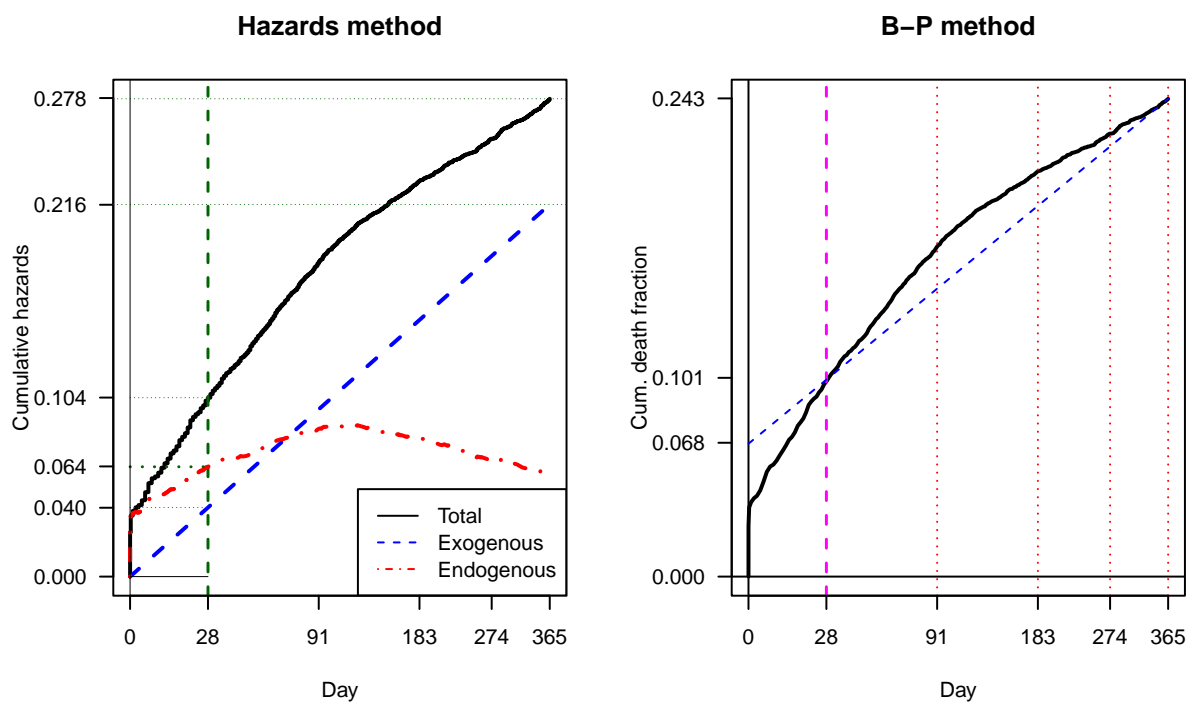 Hazards method
B−P method
Cumulative hazards
0.278
0.216
0.104
0.064
0.040
0.000
Total
Exogenous
Endogenous
0 28 91 183 274 365
Day
Cum. death fraction
0.243
0.101
0.068
0.000
0 28 91 183 274 365
Day